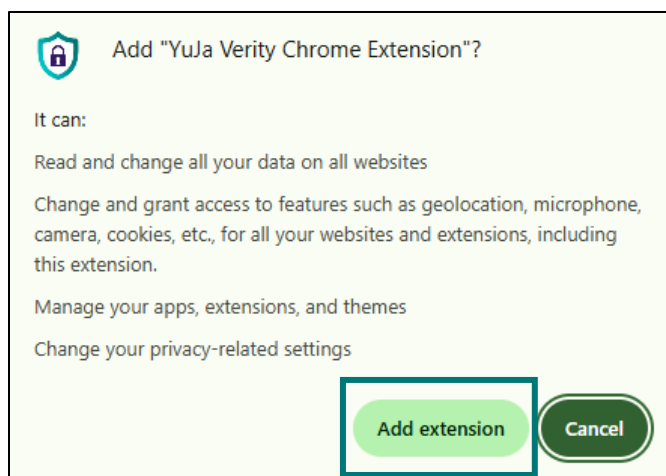 Add "YuJa Verity Chrome Extension"?
It can:
Read and change all your data on all websites
Change and grant access to features such as geolocation, microphone,
camera, cookies, etc., for all your websites and extensions, including
this extension.
Manage your apps, extensions, and themes
Change your privacy-related settings
Add extension
Cancel